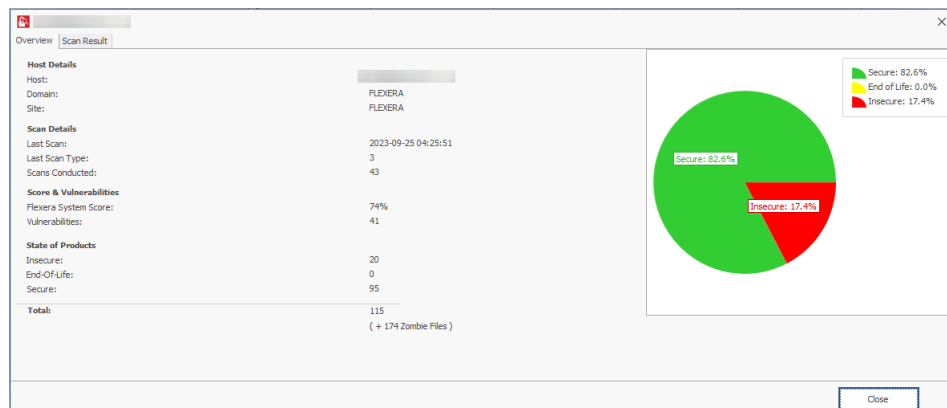 Overview Scan Result
Host Details
Host:
Domain: FLEXERA
Site: FLEXERA
Scan Details
Last Scan: 2023-09-25 04:25:51
Last Scan Type: 3
Scans Conducted: 43
Score & Vulnerabilities
Flexera System Score: 74%
Vulnerabilities: 41
State of Products
Insecure: 20
End-Of-Life: 0
Secure: 95
Total: 115
( + 174 Zombie Files )
Secure: 82.6%
End of Life: 0.0%
Insecure: 17.4%
Secure: 82.6%
Insecure: 17.4%
Close